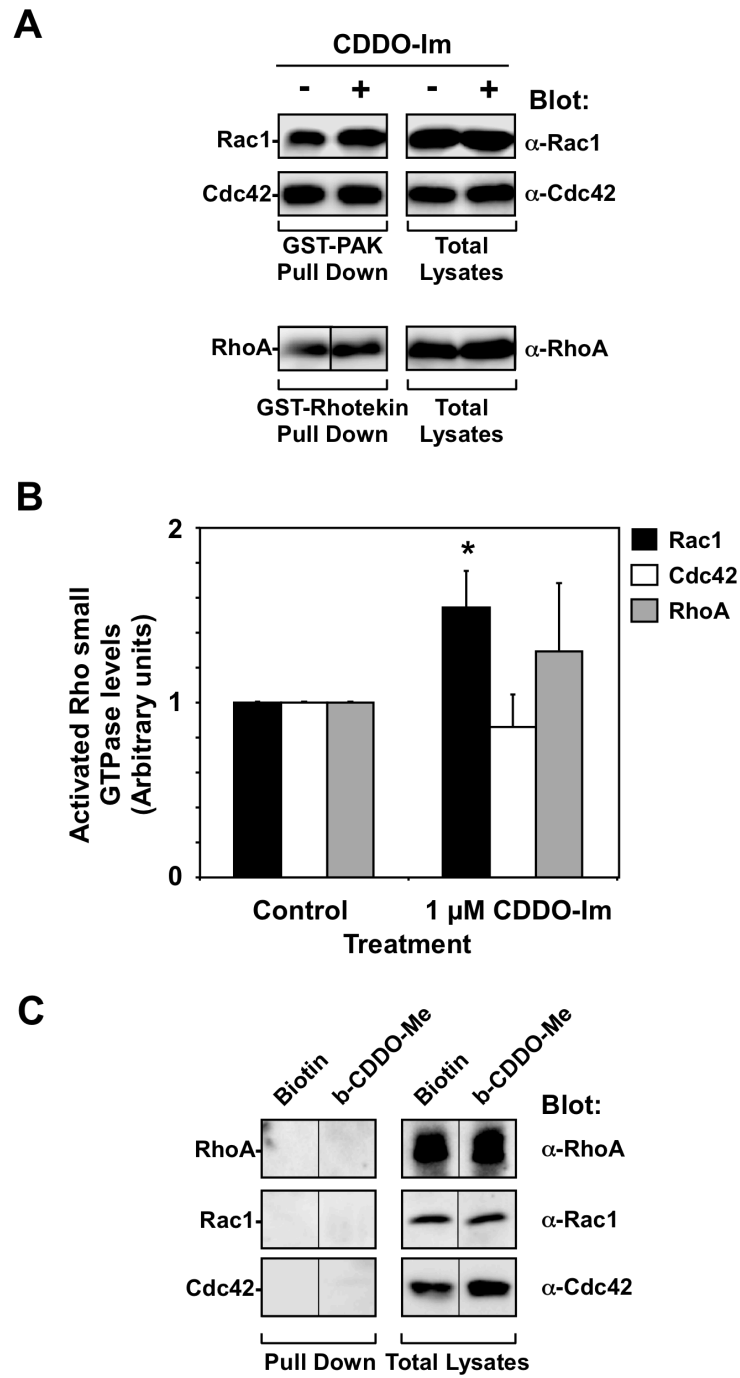 A
CDDO-Im
- + - + Blot:
Rac1- α-Rac1
Cdc42- α-Cdc42
GST-PAK Total
Pull Down Lysates
RhoA- α-RhoA
GST-Rhotekin Total
Pull Down Lysates
B
2
*
Rac1
Cdc42
RhoA
Activated Rho small
GTPase levels
(Arbitrary units)
1
0
Control 1 µM CDDO-Im
Treatment
C
Biotin b-CDDO-Me Biotin b-CDDO-Me
Blot:
RhoA- α-RhoA
Rac1- α-Rac1
Cdc42- α-Cdc42
Pull Down Total Lysates